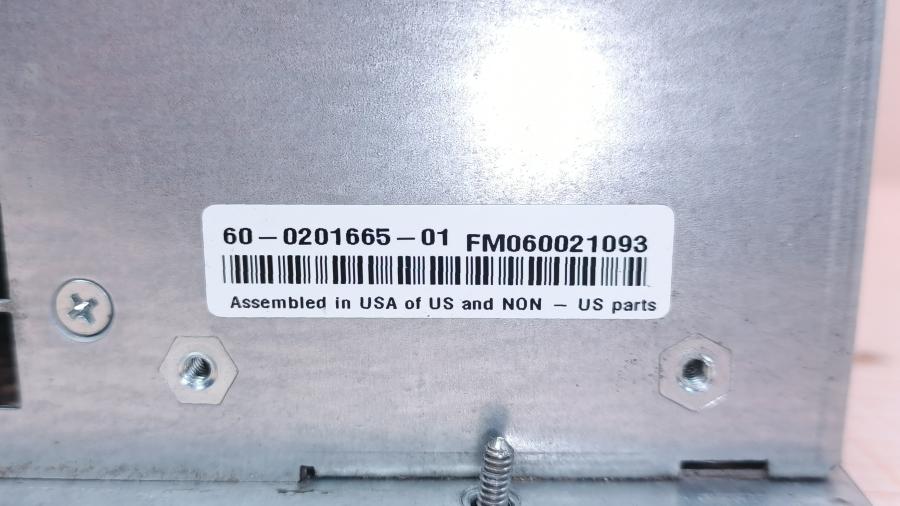 60-0201665-01 FM060021093
Assembled in USA of US and NON - US parts